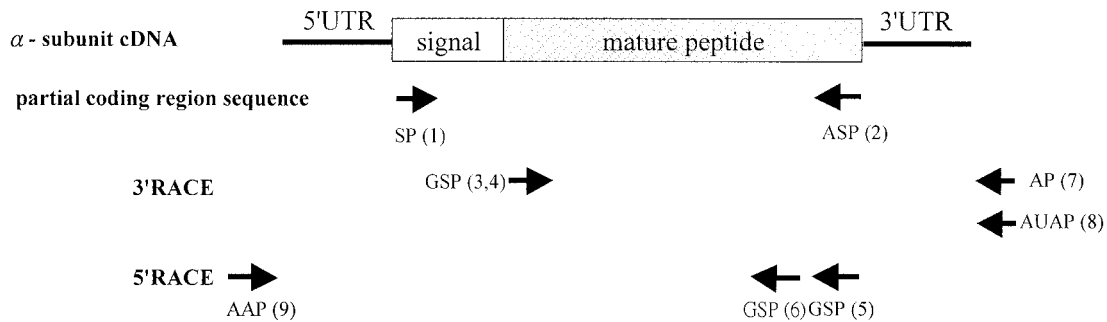 5'UTR
3'UTR
α - subunit cDNA
signal
mature peptide
partial coding region sequence
SP (1)
ASP (2)
3'RACE
GSP (3,4)
AP (7)
AUAP (8)
5'RACE
AAP (9)
GSP (6)
GSP (5)